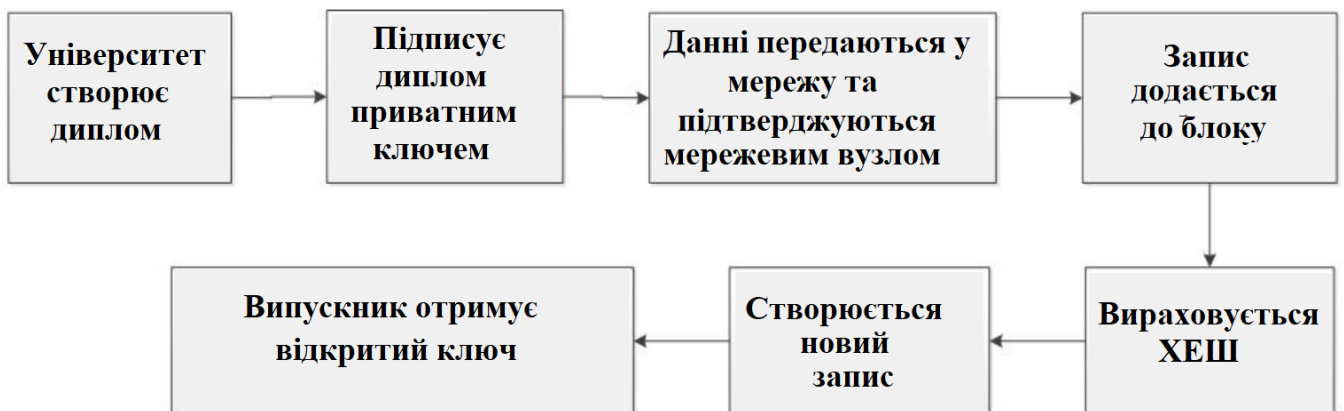 Університет
створює
диплом
Підписує
диплом
приватним
ключем
Данні передаються у
мережу та
підтверджуються
мережевим вузлом
Запис
додається
до блоку
Вираховується
ХЕШ
Створюється
новий
запис
Випускник отримує
відкритий ключ